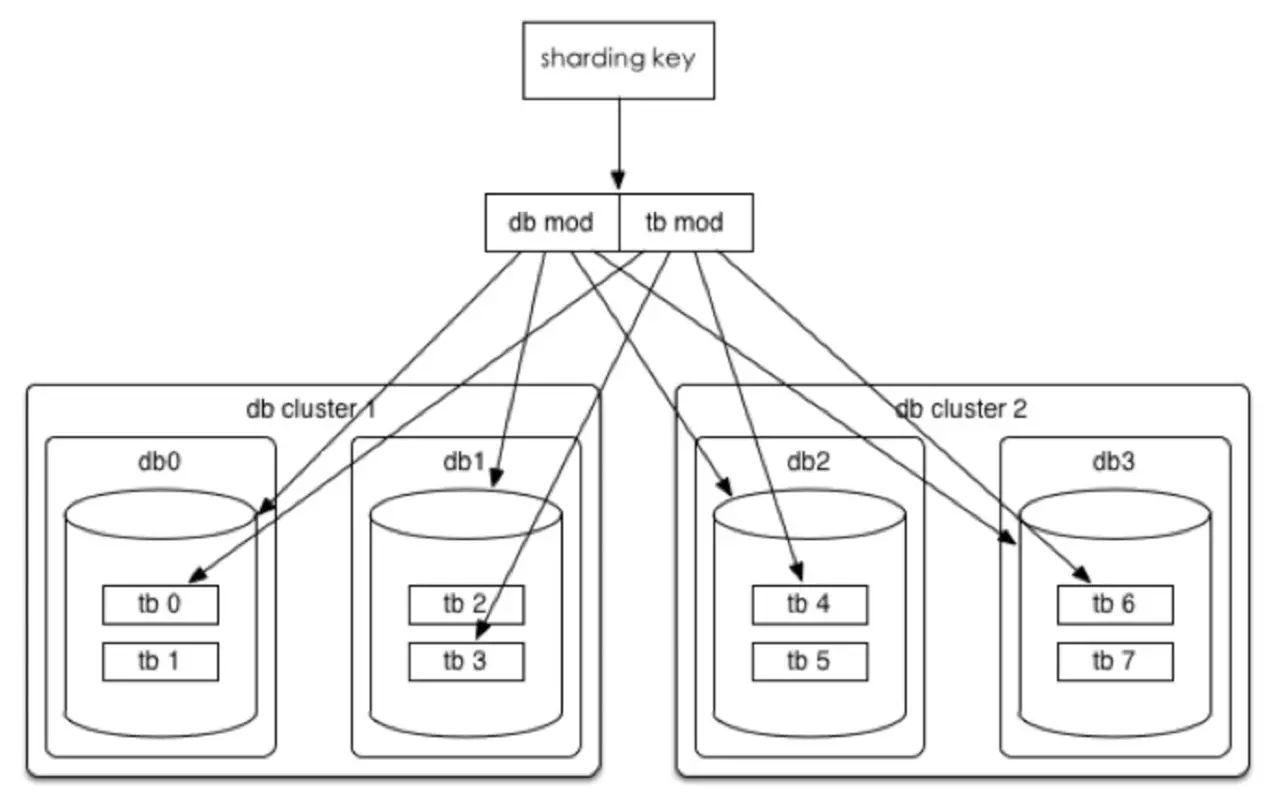 sharding key
db mod
tb mod
db cluster 1
db cluster 2
db0
db1
db2
db3
tb 0
tb 2
tb 4
tb 6
tb 1
tb 3
tb 5
tb 7